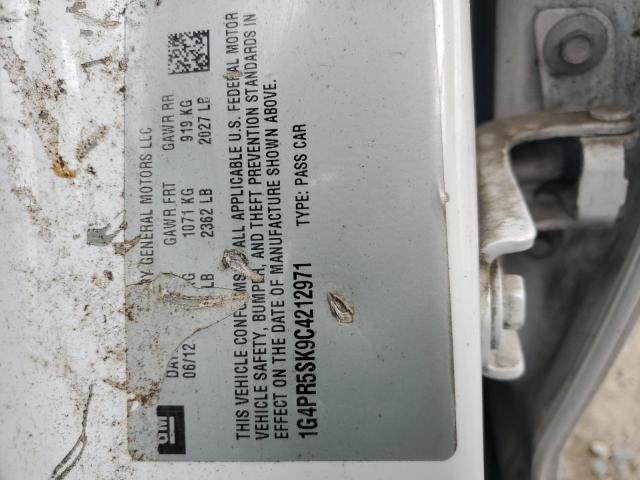 GM
BY GENERAL MOTORS LLC
06/12
GAWR FRT GAWR RR
1071 KG 919 KG
2362 LB 2027 LB
THIS VEHICLE CONFORMS ALL APPLICABLE U.S. FEDERAL MOTOR
VEHICLE SAFETY, BUMPER, AND THEFT PREVENTION STANDARDS IN
EFFECT ON THE DATE OF MANUFACTURE SHOWN ABOVE.
1G4PR5SK9C4212971 TYPE: PASS CAR